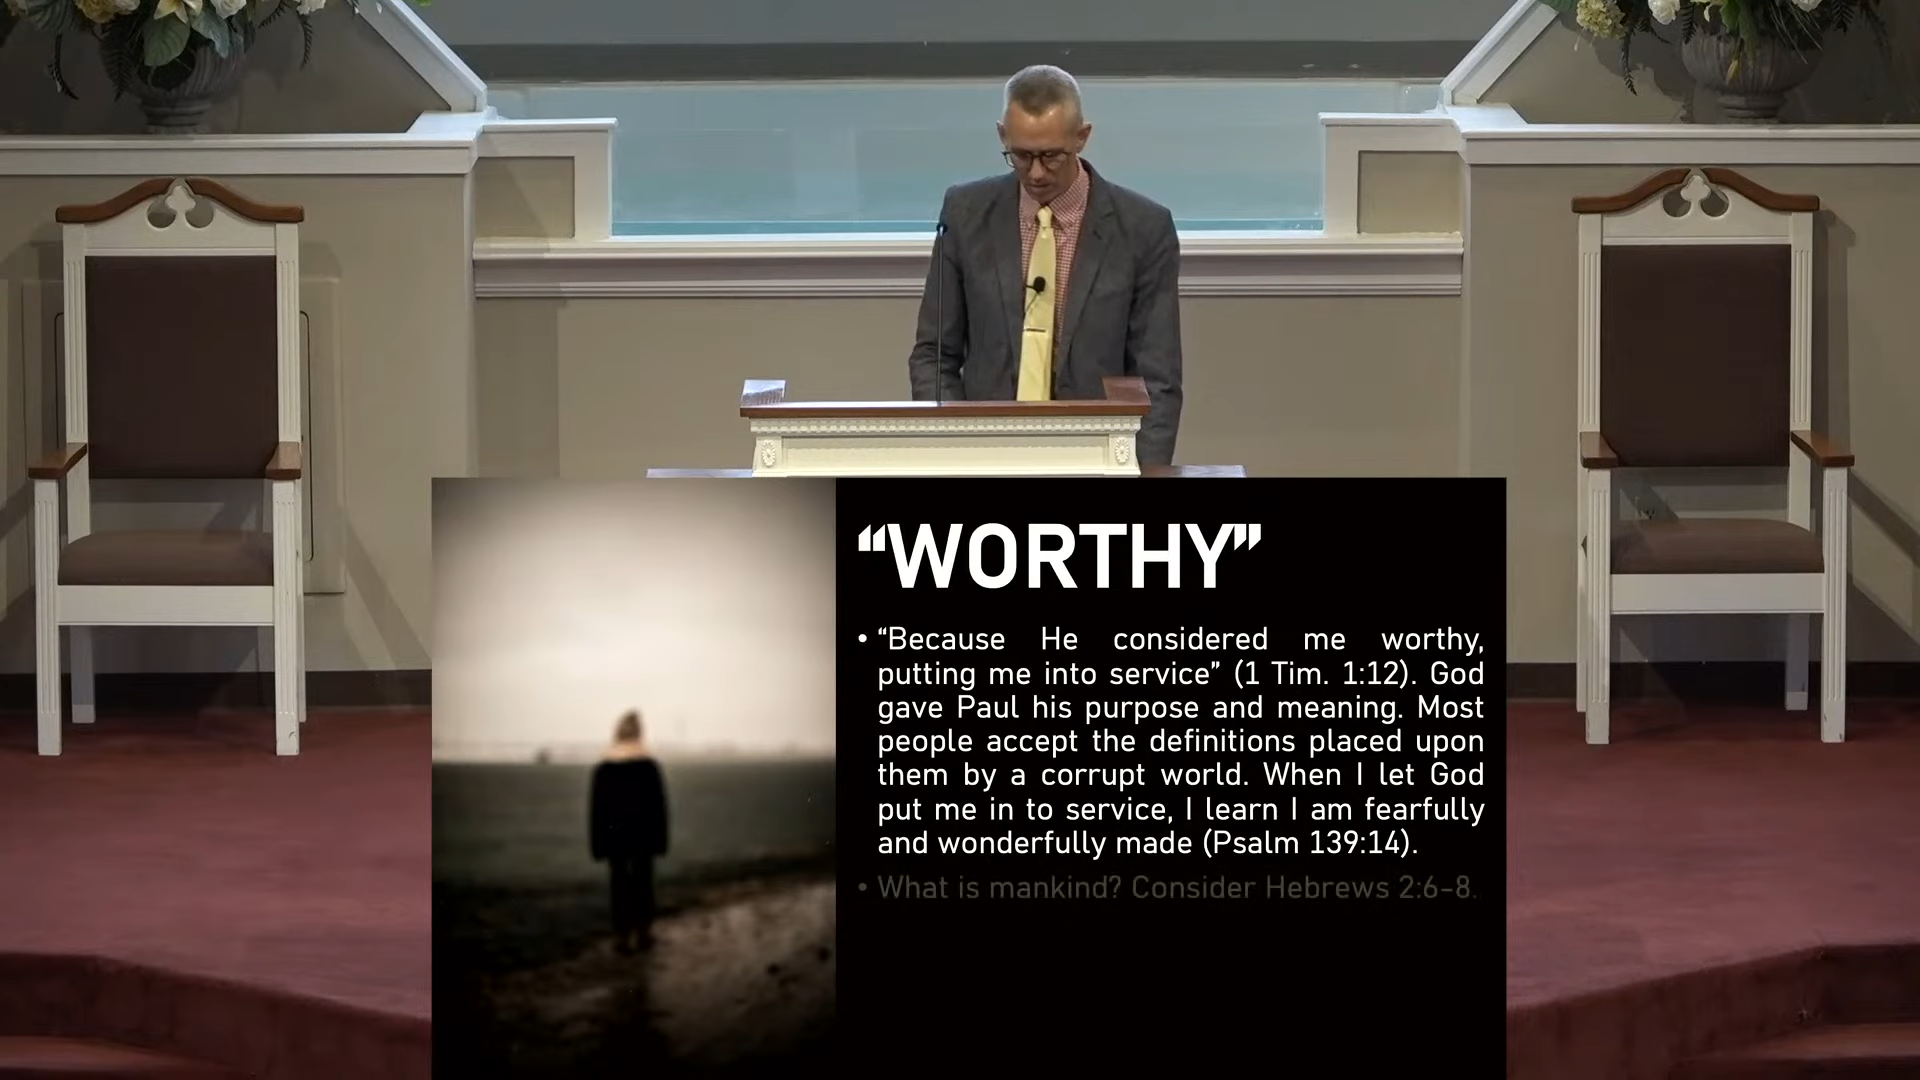 “WORTHY”
• “Because He considered me worthy,
putting me into service” (1 Tim. 1:12). God
gave Paul his purpose and meaning. Most
people accept the definitions placed upon
them by a corrupt world. When I let God
put me in to service, I learn I am fearfully
and wonderfully made (Psalm 139:14).
• What is mankind? Consider Hebrews 2:6-8.